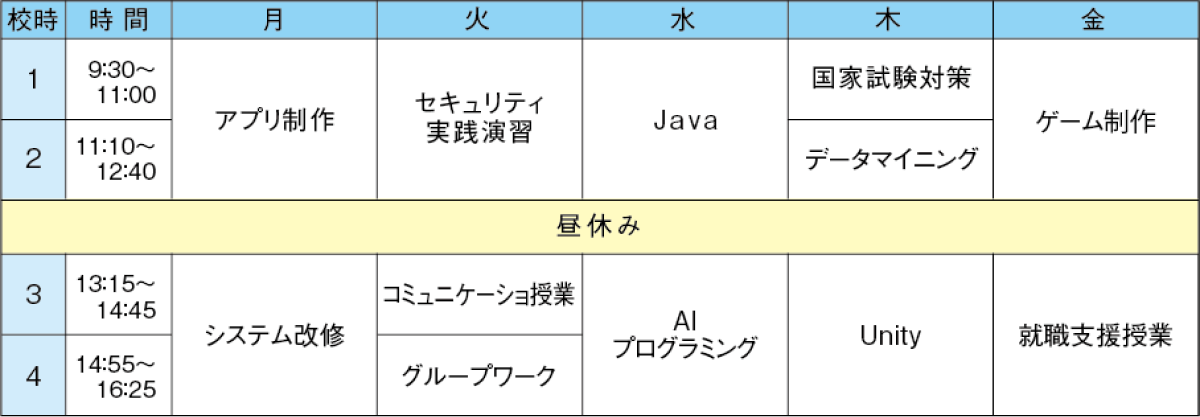 校時 時間 月 火 水 木 金
1
9:30～
11:00
アプリ制作
セキュリティ
実践演習
Java
国家試験対策
ゲーム制作
2
11:10～
12:40
データマイニング
昼休み
3
13:15～
14:45
システム改修
コミュニケーショ授業
AI
プログラミング
Unity
就職支援授業
4
14:55～
16:25
グループワーク